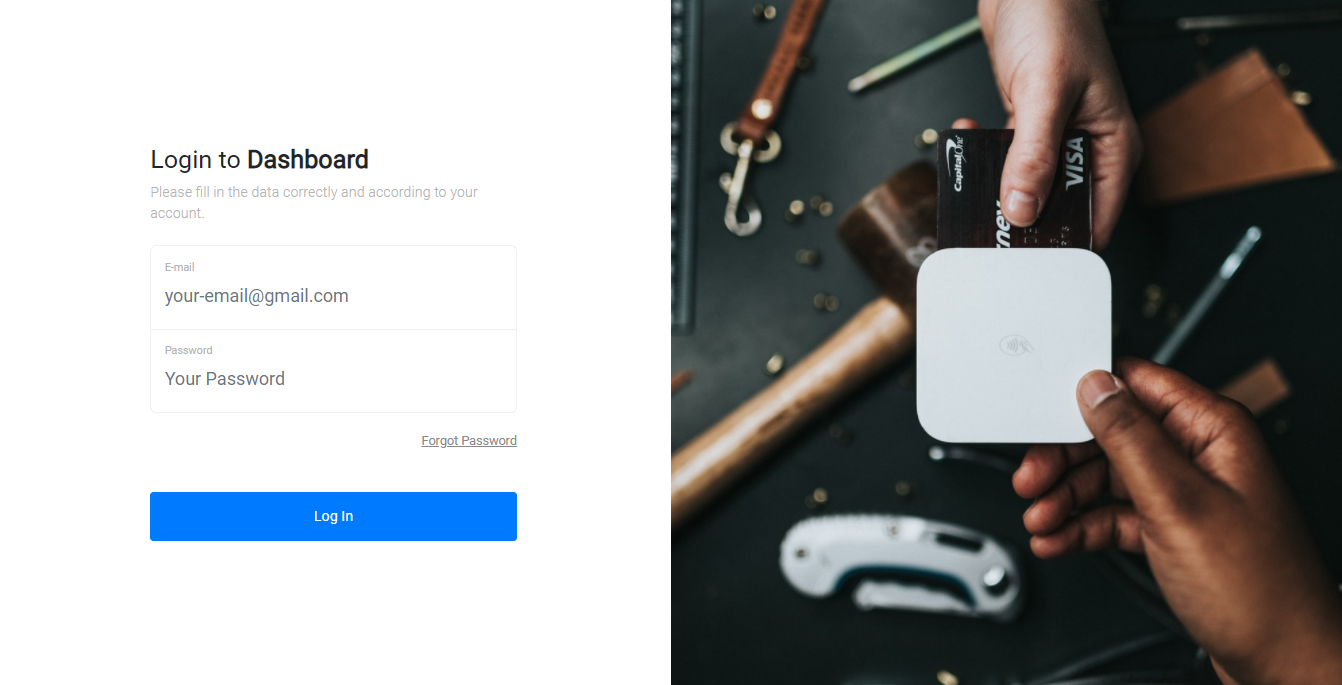 Login to Dashboard
Please fill in the data correctly and according to your
account.
E-mail
your-email@gmail.com
Password
Your Password
Forgot Password
Log In
Capital One
VISA